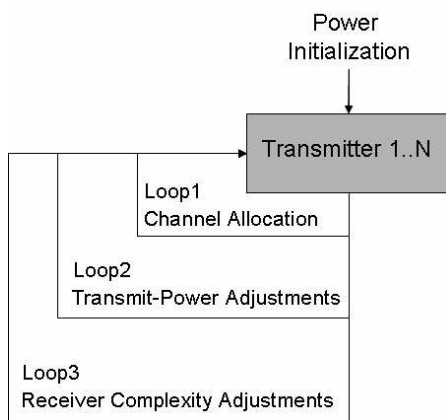 Power
Initialization
Transmitter 1..N
Loop1
Channel Allocation
Loop2
Transmit-Power Adjustments
Loop3
Receiver Complexity Adjustments